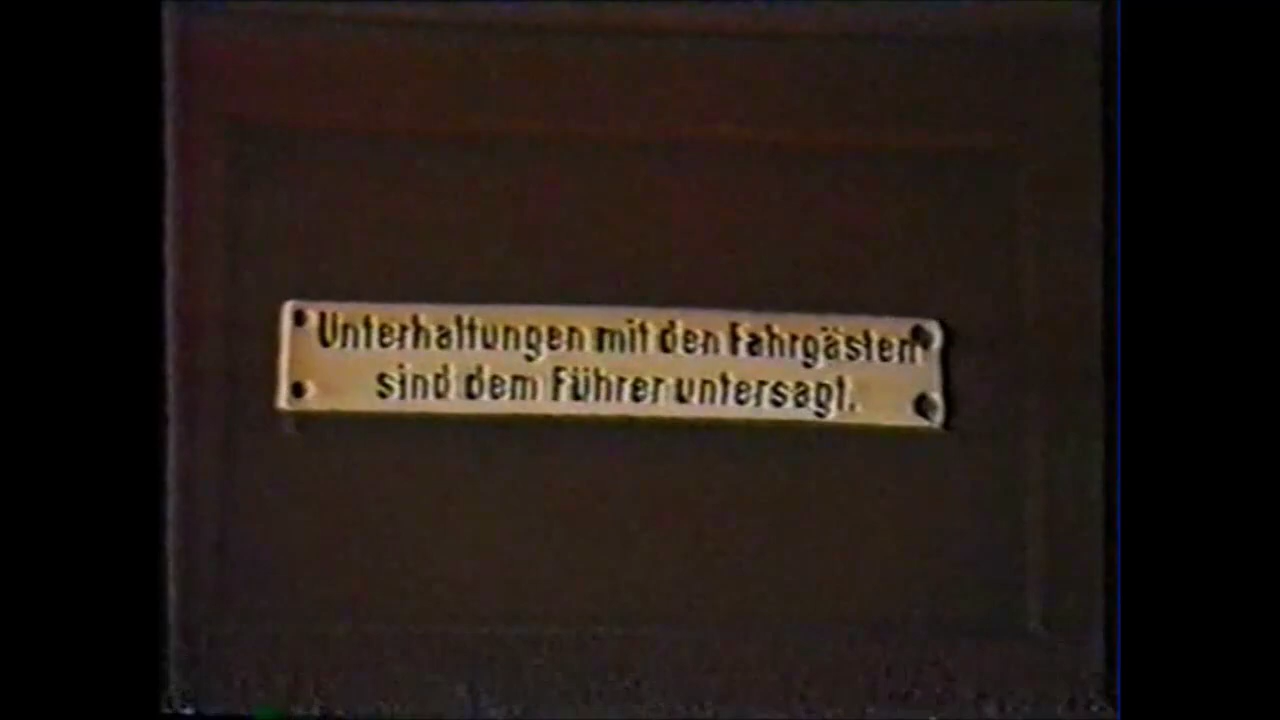 Unterhaltungen mit den Fahrgästen
sind dem Führer untersagt.